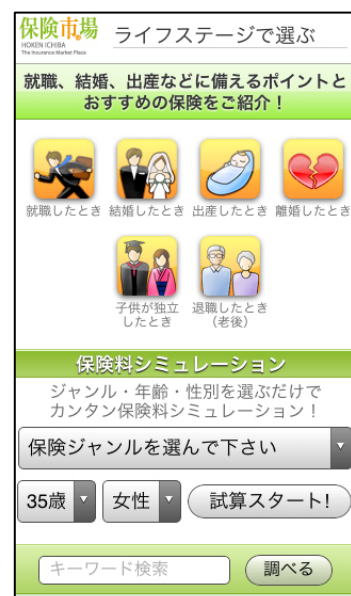 保険市場
HOKEN ICHIBA
The Insurance Market Place
ライフステージで選ぶ
就職、結婚、出産などに備えるポイントと
おすすめの保険をご紹介！
就職したとき 結婚したとき 出産したとき 離婚したとき
子供が独立
したとき
退職したとき
（老後）
保険料シミュレーション
ジャンル・年齢・性別を選ぶだけで
カンタン保険料シミュレーション！
保険ジャンルを選んで下さい
35歳 女性 試算スタート!
キーワード検索 調べる